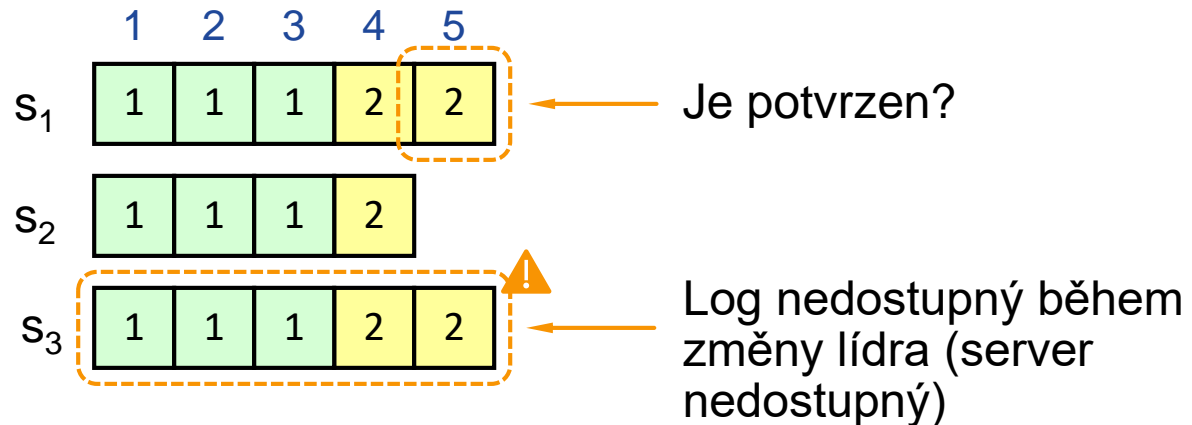 1 2 3 4 5
s1 1 1 1 2 2 Je potvrzen?
s2 1 1 1 2
s3 1 1 1 2 2 Log nedostupný během
změny lídra (server
nedostupný)